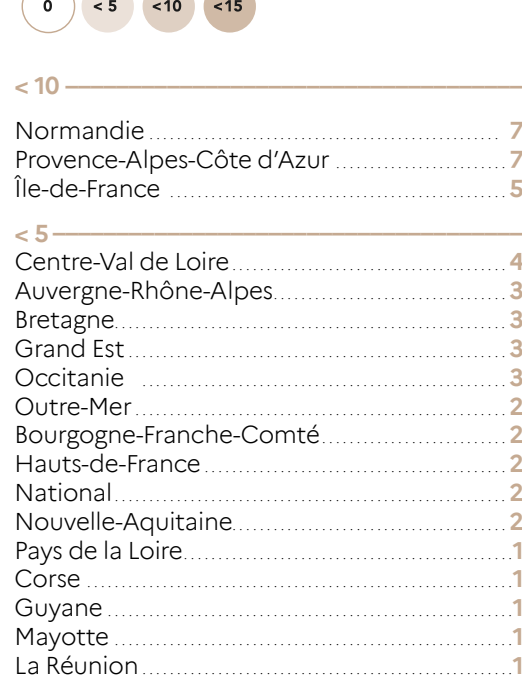 0 < 5 <10 <15
< 10
Normandie 7
Provence-Alpes-Côte d’Azur 7
Île-de-France 5
< 5
Centre-Val de Loire 4
Auvergne-Rhône-Alpes 3
Bretagne 3
Grand Est 3
Occitanie 3
Outre-Mer 2
Bourgogne-Franche-Comté 2
Hauts-de-France 2
National 2
Nouvelle-Aquitaine 2
Pays de la Loire 1
Corse 1
Guyane 1
Mayotte 1
La Réunion 1